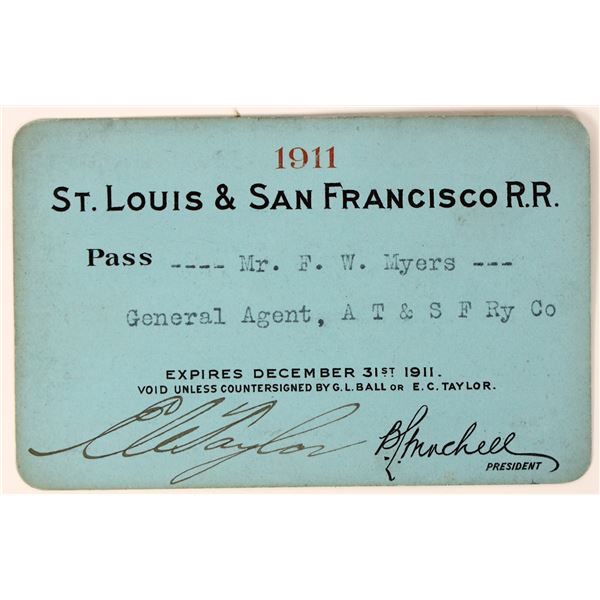 1911
ST. LOUIS & SAN FRANCISCO R.R.
Pass ---- Mr. F. W. Myers ---
General Agent, A T & S F Ry Co
EXPIRES DECEMBER 31ST 1911.
VOID UNLESS COUNTERSIGNED BY G.L. BALL OR E.C. TAYLOR.
E C Taylor
PRESIDENT